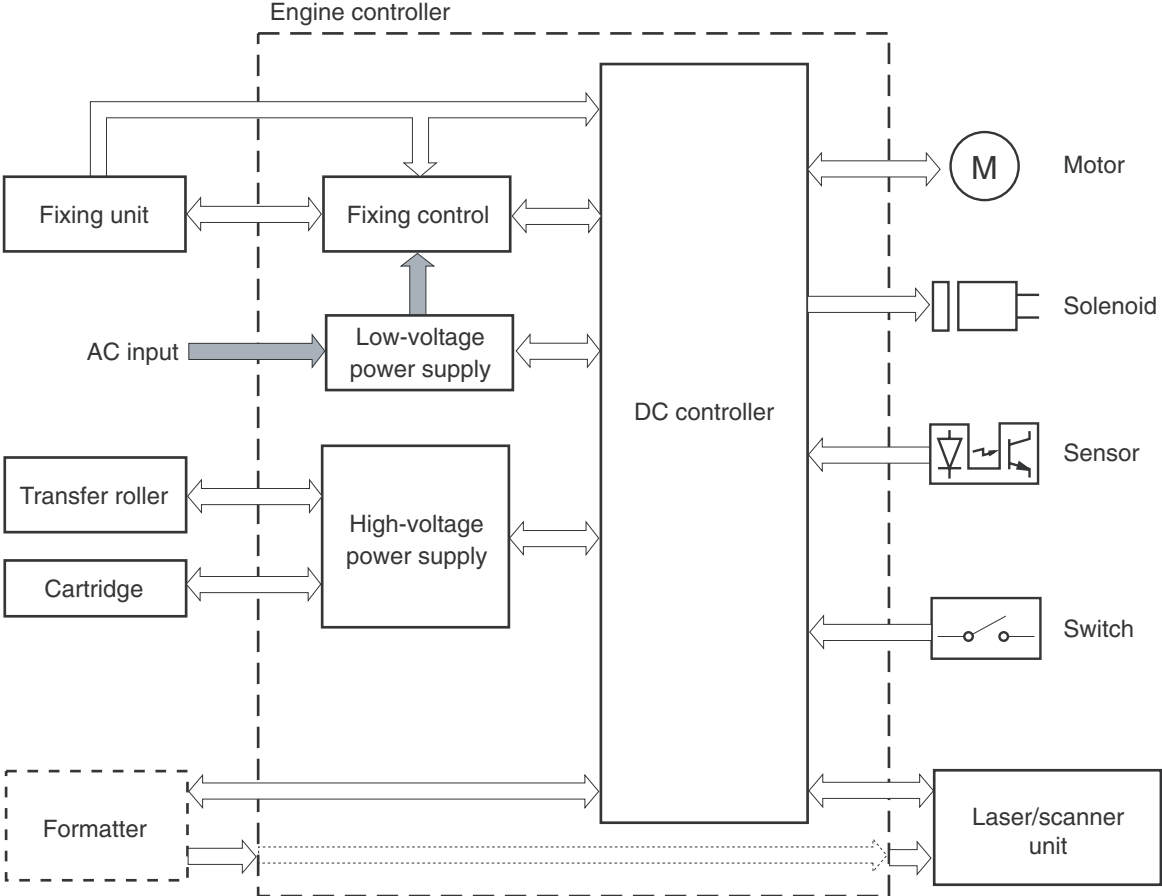 Engine controller
M
Motor
Fixing unit
Fixing control
Solenoid
AC input
Low-voltage
power supply
DC controller
Sensor
Transfer roller
High-voltage
power supply
Cartridge
Switch
Formatter
Laser/scanner
unit